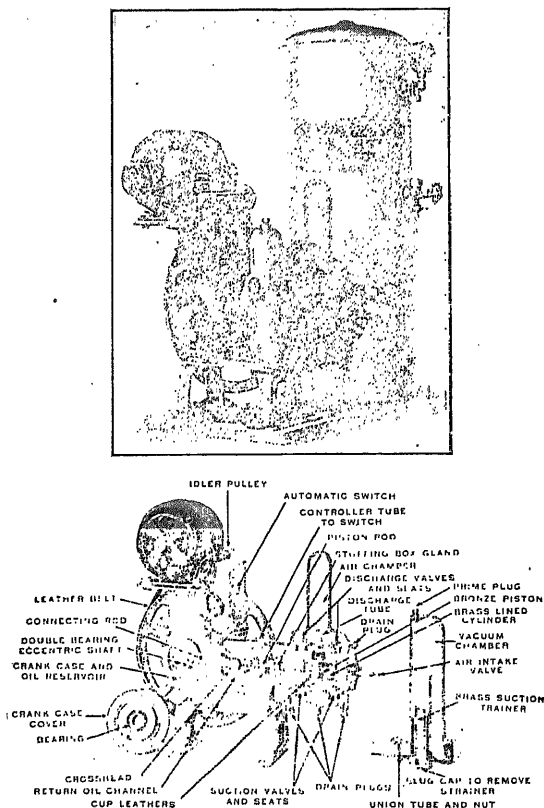 IDLER PULLEY
AUTOMATIC SWITCH
CONTROLLER TUBE
TO SWITCH
PISTON ROD
STUFFING BOX GLAND
AIR CHAMBER
DISCHARGE VALVES
AND SEATS
DISCHARGE
TUBE
DRAIN
PLUG
PRIME PLUG
BRONZE PISTON
BRASS LINED
CYLINDER
VACUUM
CHAMBER
AIR INTAKE
VALVE
BRASS SUCTION
TRAINER
LEATHER BELT
CONNECTING ROD
DOUBLE BEARING
ECCENTRIC SHAFT
CRANK CASE AND
OIL RESERVOIR
CRANK CASE
COVER
BEARING
CROSSHEAD
RETURN OIL CHANNEL
CUP LEATHERS
SUCTION VALVES
AND SEATS
DRAIN PLUGS
PLUG CAP TO REMOVE
STRAINER
UNION TUBE AND NUT